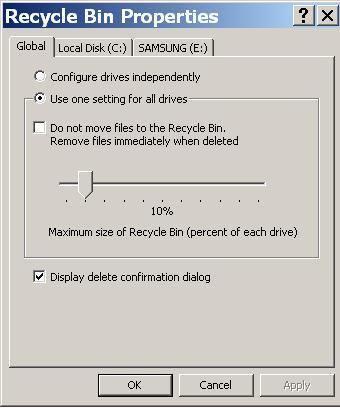 Recycle Bin Properties ? X
Global Local Disk (C:) SAMSUNG (E:)
Configure drives independently
Use one setting for all drives
Do not move files to the Recycle Bin.
Remove files immediately when deleted
10%
Maximum size of Recycle Bin (percent of each drive)
Display delete confirmation dialog
OK Cancel Apply